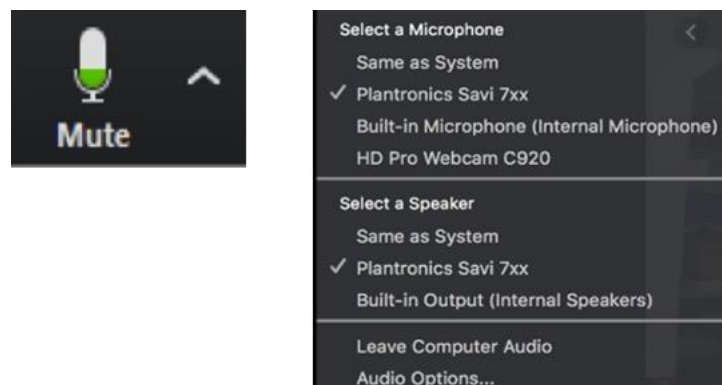 Mute
Select a Microphone
Same as System
✓ Plantronics Savi 7xx
Built-in Microphone (Internal Microphone)
HD Pro Webcam C920
Select a Speaker
Same as System
✓ Plantronics Savi 7xx
Built-in Output (Internal Speakers)
Leave Computer Audio
Audio Options...